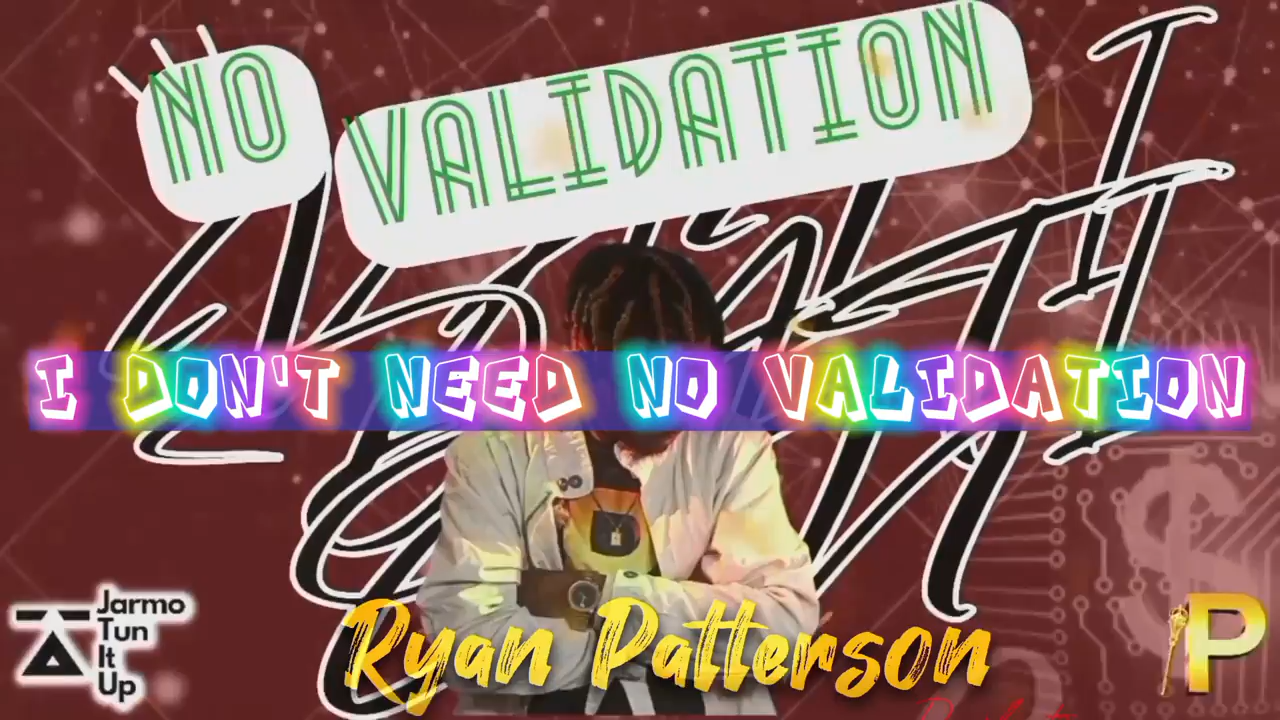 NO VALIDATION
I DON'T NEED NO VALIDATION
Ryan Patterson
Jarmo
Tun
It
Up
P